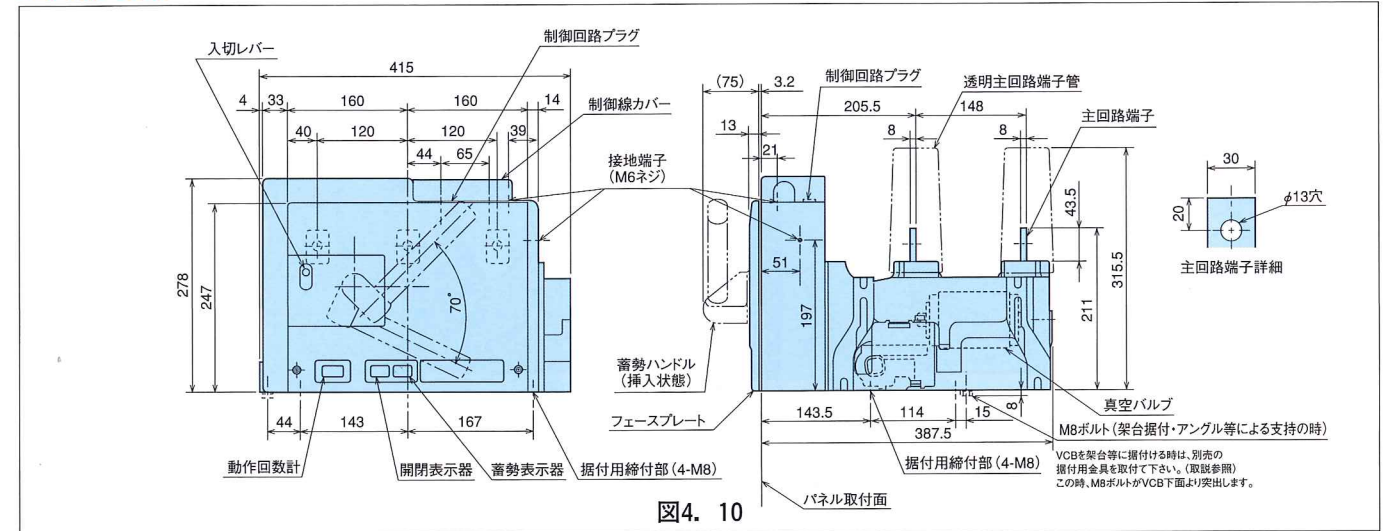 入切レバー
制御回路プラグ
415
4
33
160
160
14
制御線カバー
40
120
120
39
44
65
接地端子
(M6ネジ)
278
247
70°
44
143
167
動作回数計
開閉表示器
蓄勢表示器
据付用締付部(4-M8)
(75)
3.2
制御回路プラグ
透明主回路端子管
205.5
148
主回路端子
13
8
8
21
43.5
51
197
211
315.5
蓄勢ハンドル
(挿入状態)
フェースプレート
143.5
114
15
8
387.5
真空バルブ
M8ボルト(架台据付・アングル等による支持の時)
VCBを架台等に据付ける時は、別売の
据付用金具を取付て下さい。(取説参照)
この時、M8ボルトがVCB下面より突出します。
据付用締付部(4-M8)
パネル取付面
30
20
φ13穴
主回路端子詳細
図4. 10